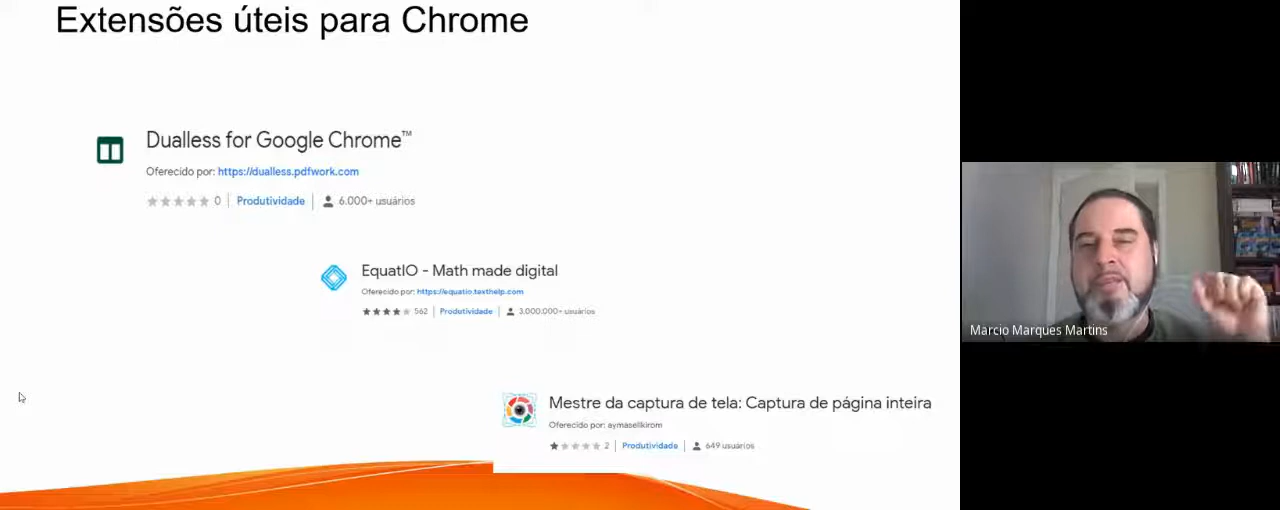 Extensões úteis para Chrome
Dualless for Google Chrome™
Oferecido por: https://dualless.pdfwork.com
0 | Produtividade | 6.000+ usuários
EquatIO - Math made digital
Oferecido por: https://equatio.texthelp.com
562 | Produtividade | 3.000.000+ usuários
Mestre da captura de tela: Captura de página inteira
Oferecido por: aymasellkirom
2 | Produtividade | 649 usuários
Marcio Marques Martins